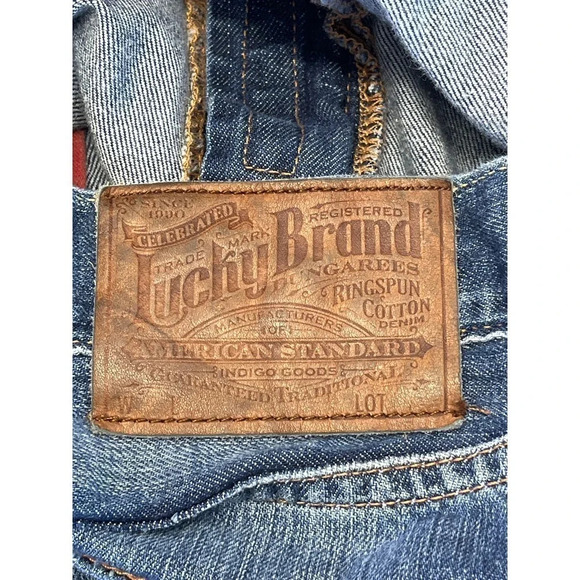 SINCE 1990
CELEBRATED
REGISTERED
TRADE MARK
Lucky Brand
DUNGAREES
RINGSPUN
COTTON
DENIM
MANUFACTURERS
OF
AMERICAN STANDARD
INDIGO GOODS
GUARANTEED TRADITIONAL
W L LOT